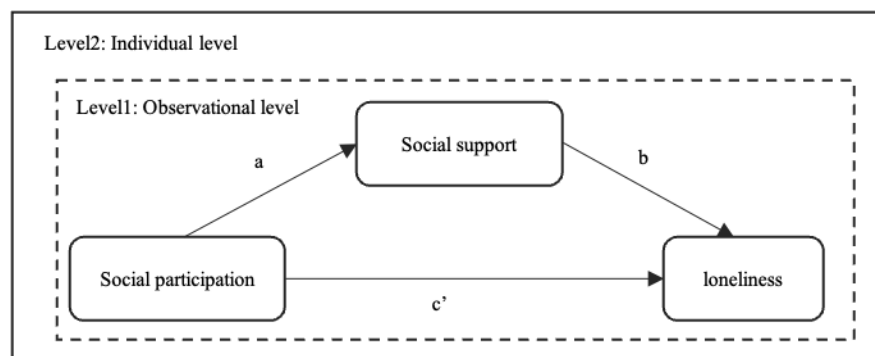 Level2: Individual level
Level1: Observational level
Social support
a
b
Social participation
loneliness
c’